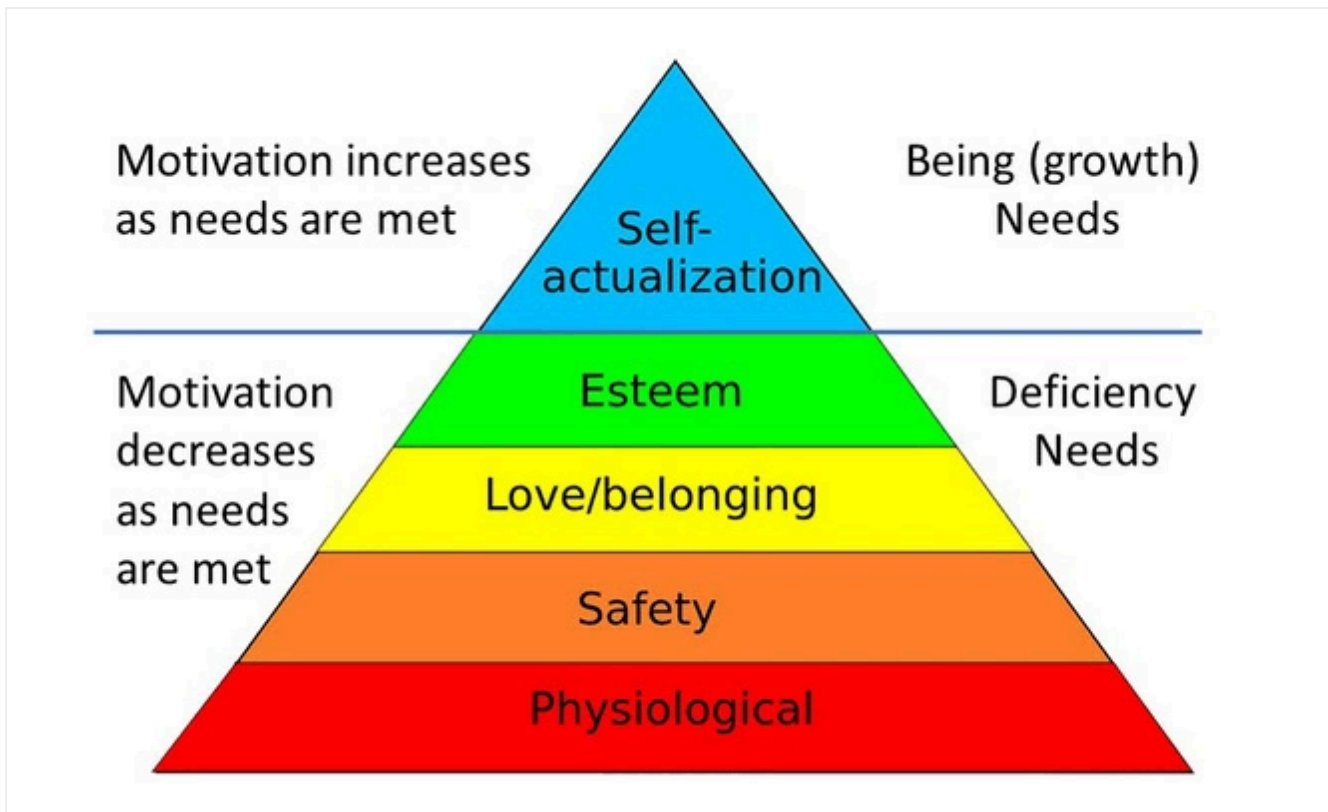 Motivation increases
as needs are met
Being (growth)
Needs
Self-
actualization
Motivation
decreases
as needs
are met
Esteem
Deficiency
Needs
Love/belonging
Safety
Physiological